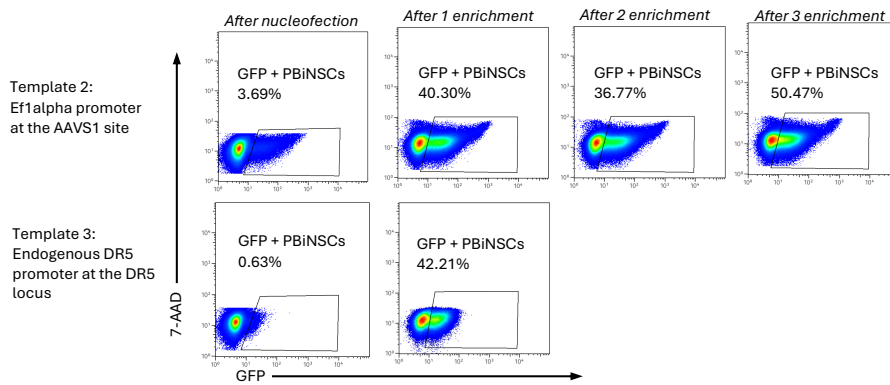 After nucleofection
After 1 enrichment
After 2 enrichment
After 3 enrichment
Template 2:
Ef1alpha promoter
at the AAVS1 site
GFP + PBiNSCs
3.69%
GFP + PBiNSCs
40.30%
GFP + PBiNSCs
36.77%
GFP + PBiNSCs
50.47%
Template 3:
Endogenous DR5
promoter at the DR5
locus
GFP + PBiNSCs
0.63%
GFP + PBiNSCs
42.21%
7-AAD
GFP